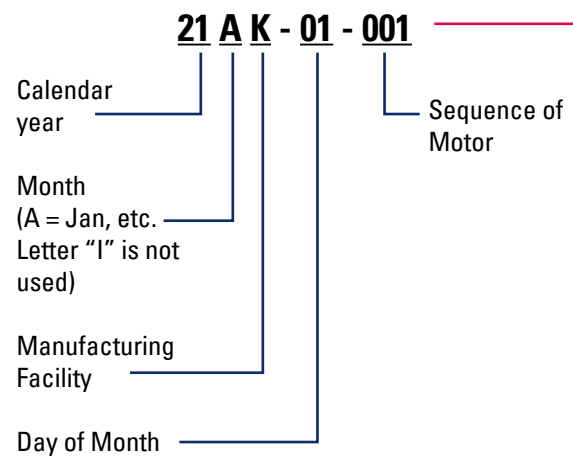 21 A K - 01 - 001
Calendar
year
Sequence of
Motor
Month
(A = Jan, etc.
Letter “I” is not
used)
Manufacturing
Facility
Day of Month